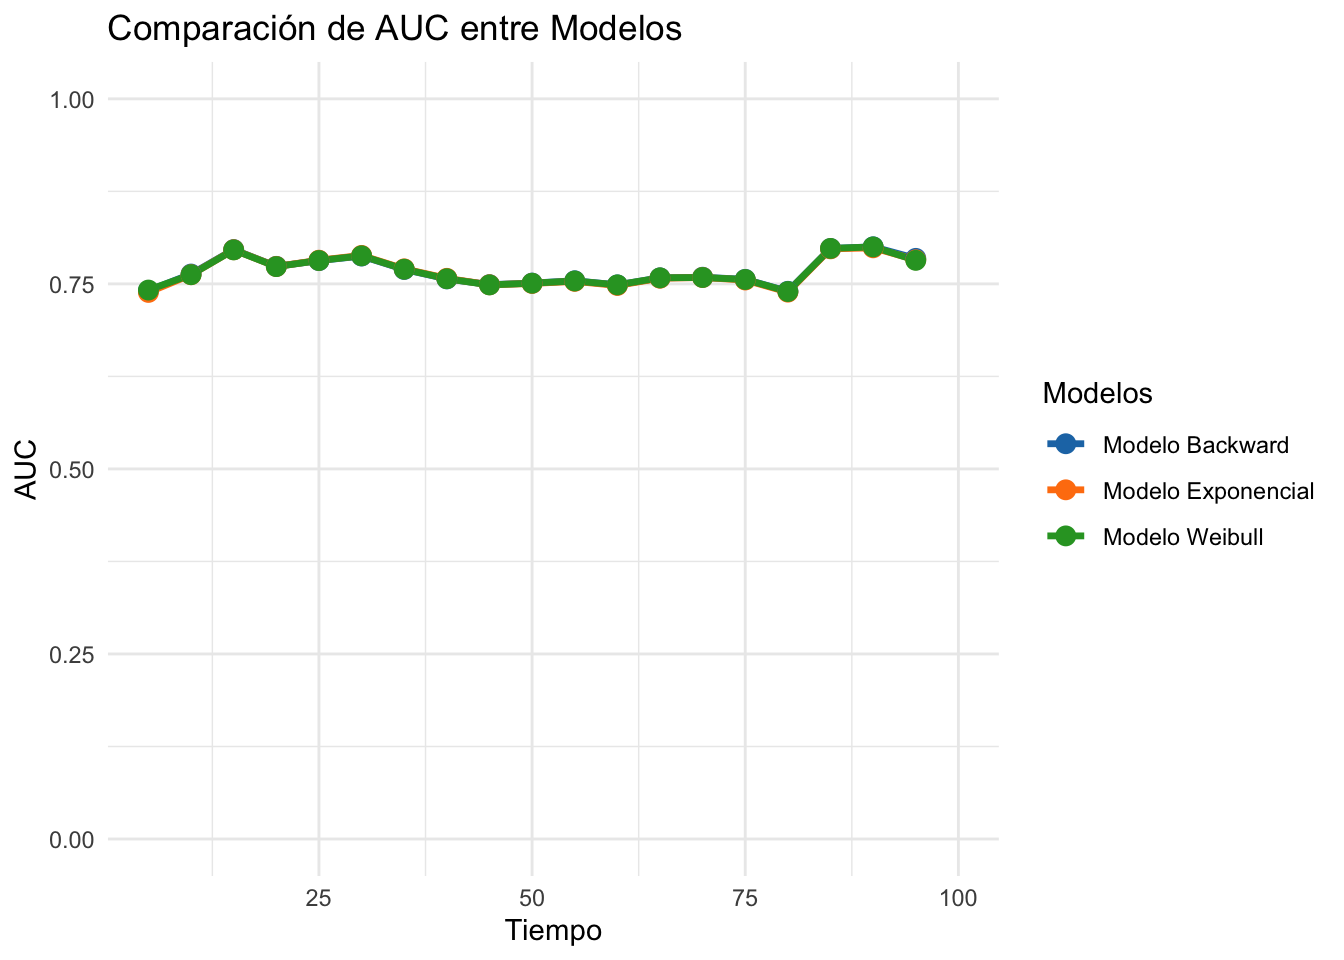 Comparación de AUC entre Modelos
1.00
0.75
0.50
0.25
0.00
AUC
25
50
75
100
Tiempo
Modelos
Modelo Backward
Modelo Exponencial
Modelo Weibull